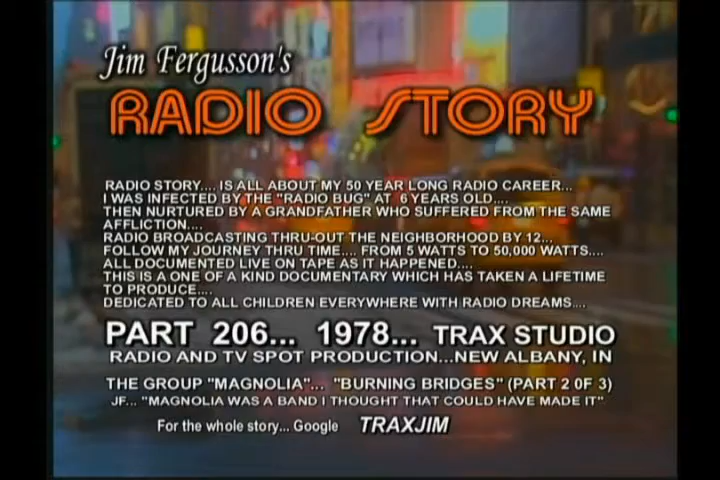 Jim Fergusson's
RADIO STORY
RADIO STORY.... IS ALL ABOUT MY 50 YEAR LONG RADIO CAREER...
I WAS INFECTED BY THE "RADIO BUG" AT 6 YEARS OLD....
THEN NURTURED BY A GRANDFATHER WHO SUFFERED FROM THE SAME
AFFLICTION....
RADIO BROADCASTING THRU-OUT THE NEIGHBORHOOD BY 12...
FOLLOW MY JOURNEY THRU TIME.... FROM 5 WATTS TO 50,000 WATTS....
ALL DOCUMENTED LIVE ON TAPE AS IT HAPPENED....
THIS IS A ONE OF A KIND DOCUMENTARY WHICH HAS TAKEN A LIFETIME
TO PRODUCE....
DEDICATED TO ALL CHILDREN EVERYWHERE WITH RADIO DREAMS....
PART 206... 1978... TRAX STUDIO
RADIO AND TV SPOT PRODUCTION...NEW ALBANY, IN
THE GROUP "MAGNOLIA"... "BURNING BRIDGES" (PART 2 OF 3)
JF... "MAGNOLIA WAS A BAND I THOUGHT THAT COULD HAVE MADE IT"
For the whole story... Google TRAXJIM